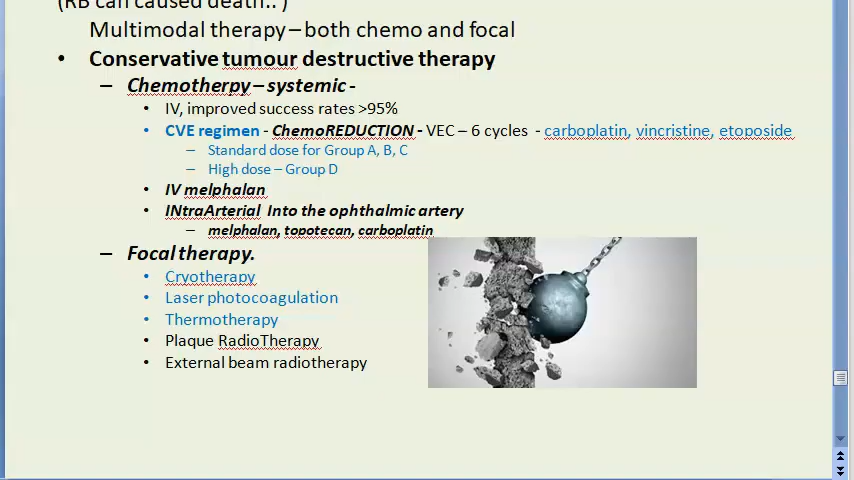 (RB can caused death.. )
Multimodal therapy – both chemo and focal
• Conservative tumour destructive therapy
– Chemotherpy – systemic -
• IV, improved success rates >95%
• CVE regimen - ChemoREDUCTION - VEC – 6 cycles - carboplatin, vincristine, etoposide
– Standard dose for Group A, B, C
– High dose – Group D
• IV melphalan
• INtraArterial Into the ophthalmic artery
– melphalan, topotecan, carboplatin
– Focal therapy.
• Cryotherapy
• Laser photocoagulation
• Thermotherapy
• Plaque RadioTherapy
• External beam radiotherapy